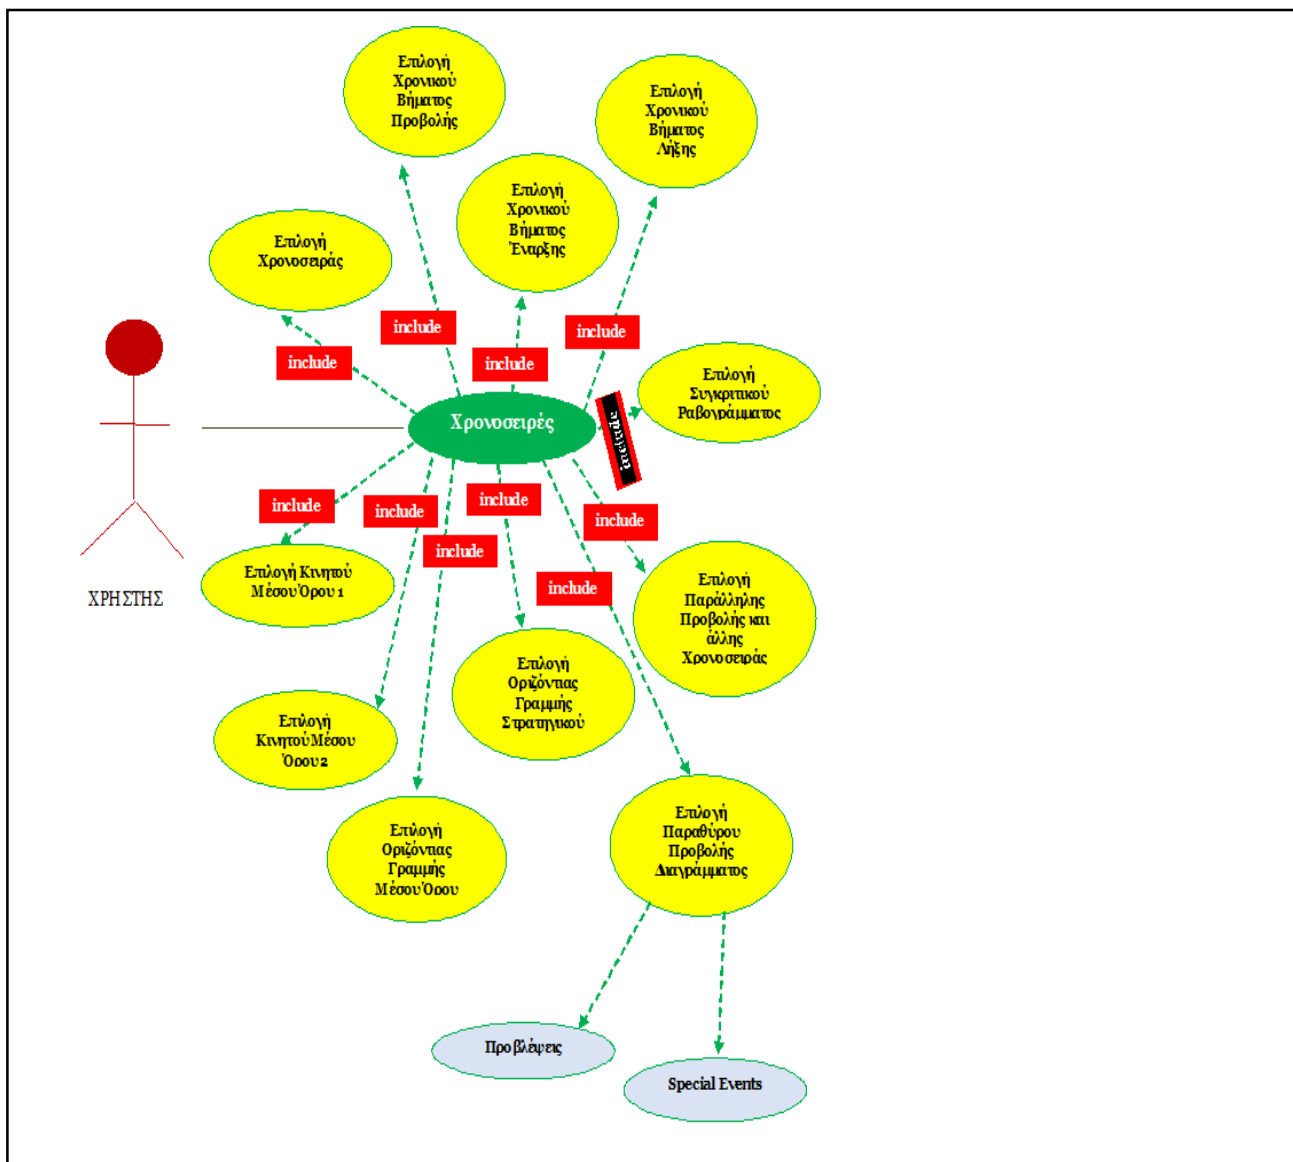 Επιλογή
Χρονικού
Βήματος
Προβολής
Επιλογή
Χρονικού
Βήματος
Λήξης
Επιλογή
Χρονικού
Βήματος
Έναρξης
Επιλογή
Χρονοσειράς
include
include
include
include
Επιλογή
Συγκριτικού
Ραβογράμματος
Χρονοσειρές
include
include
include
include
include
include
include
ΧΡΗΣΤΗΣ
Επιλογή Κινητού
Μέσου Όρου 1
Επιλογή
Παράλληλης
Προβολής και
άλλης
Χρονοσειράς
Επιλογή
Οριζόντιας
Γραμμής
Στρατηγικού
Επιλογή
Κινητού Μέσου
Όρου 2
Επιλογή
Οριζόντιας
Γραμμής
Μέσου Όρου
Επιλογή
Παραθύρου
Προβολής
Διαγράμματος
Προβλέψεις
Special Events